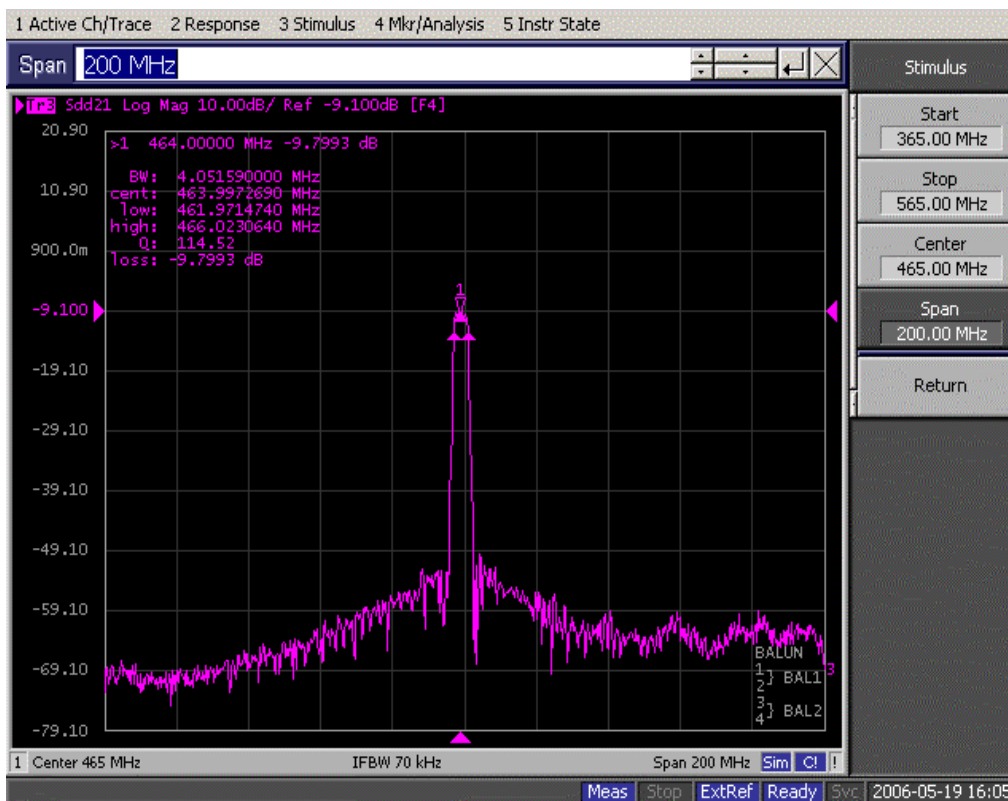 1 Active Ch/Trace 2 Response 3 Stimulus 4 Mkr/Analysis 5 Instr State
Span 200 MHz
Stimulus
Start
365.00 MHz
Stop
565.00 MHz
Center
465.00 MHz
Span
200.00 MHz
Return
Tr3 Sdd21 Log Mag 10.00dB/ Ref -9.100dB [F4]
20.90
10.90
900.0m
-9.100
-19.10
-29.10
-39.10
-49.10
-59.10
-69.10
-79.10
>1 464.00000 MHz -9.7993 dB
BW: 4.051590000 MHz
cent: 463.9972690 MHz
low: 461.9714740 MHz
high: 466.0230640 MHz
Q: 114.52
loss: -9.7993 dB
1
BALUN
1
2} BAL1
3
3
4} BAL2
1 Center 465 MHz IFBW 70 kHz Span 200 MHz Sim C! !
Meas Stop ExtRef Ready Svc 2006-05-19 16:05